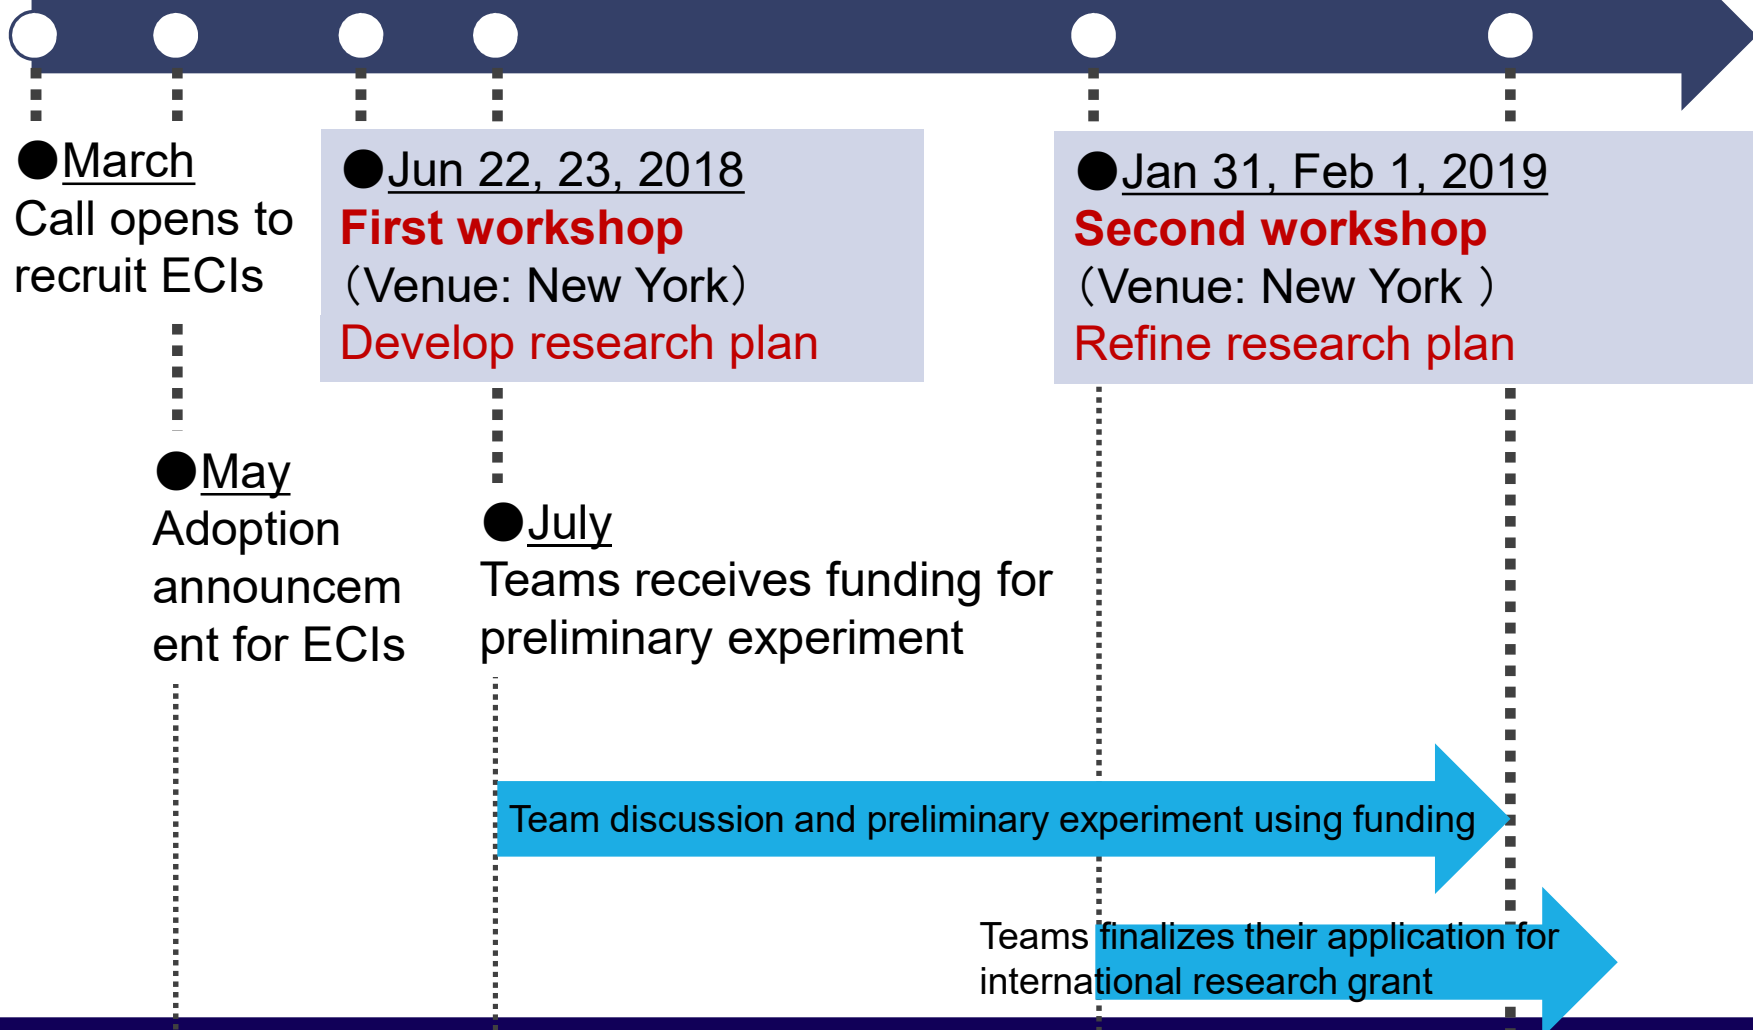 ●March
Call opens to
recruit ECIs
●Jun 22, 23, 2018
First workshop
（Venue: New York）
Develop research plan
●Jan 31, Feb 1, 2019
Second workshop
（Venue: New York ）
Refine research plan
●May
Adoption
announcem
ent for ECIs
●July
Teams receives funding for
preliminary experiment
Team discussion and preliminary experiment using funding
Teams finalizes their application for
international research grant